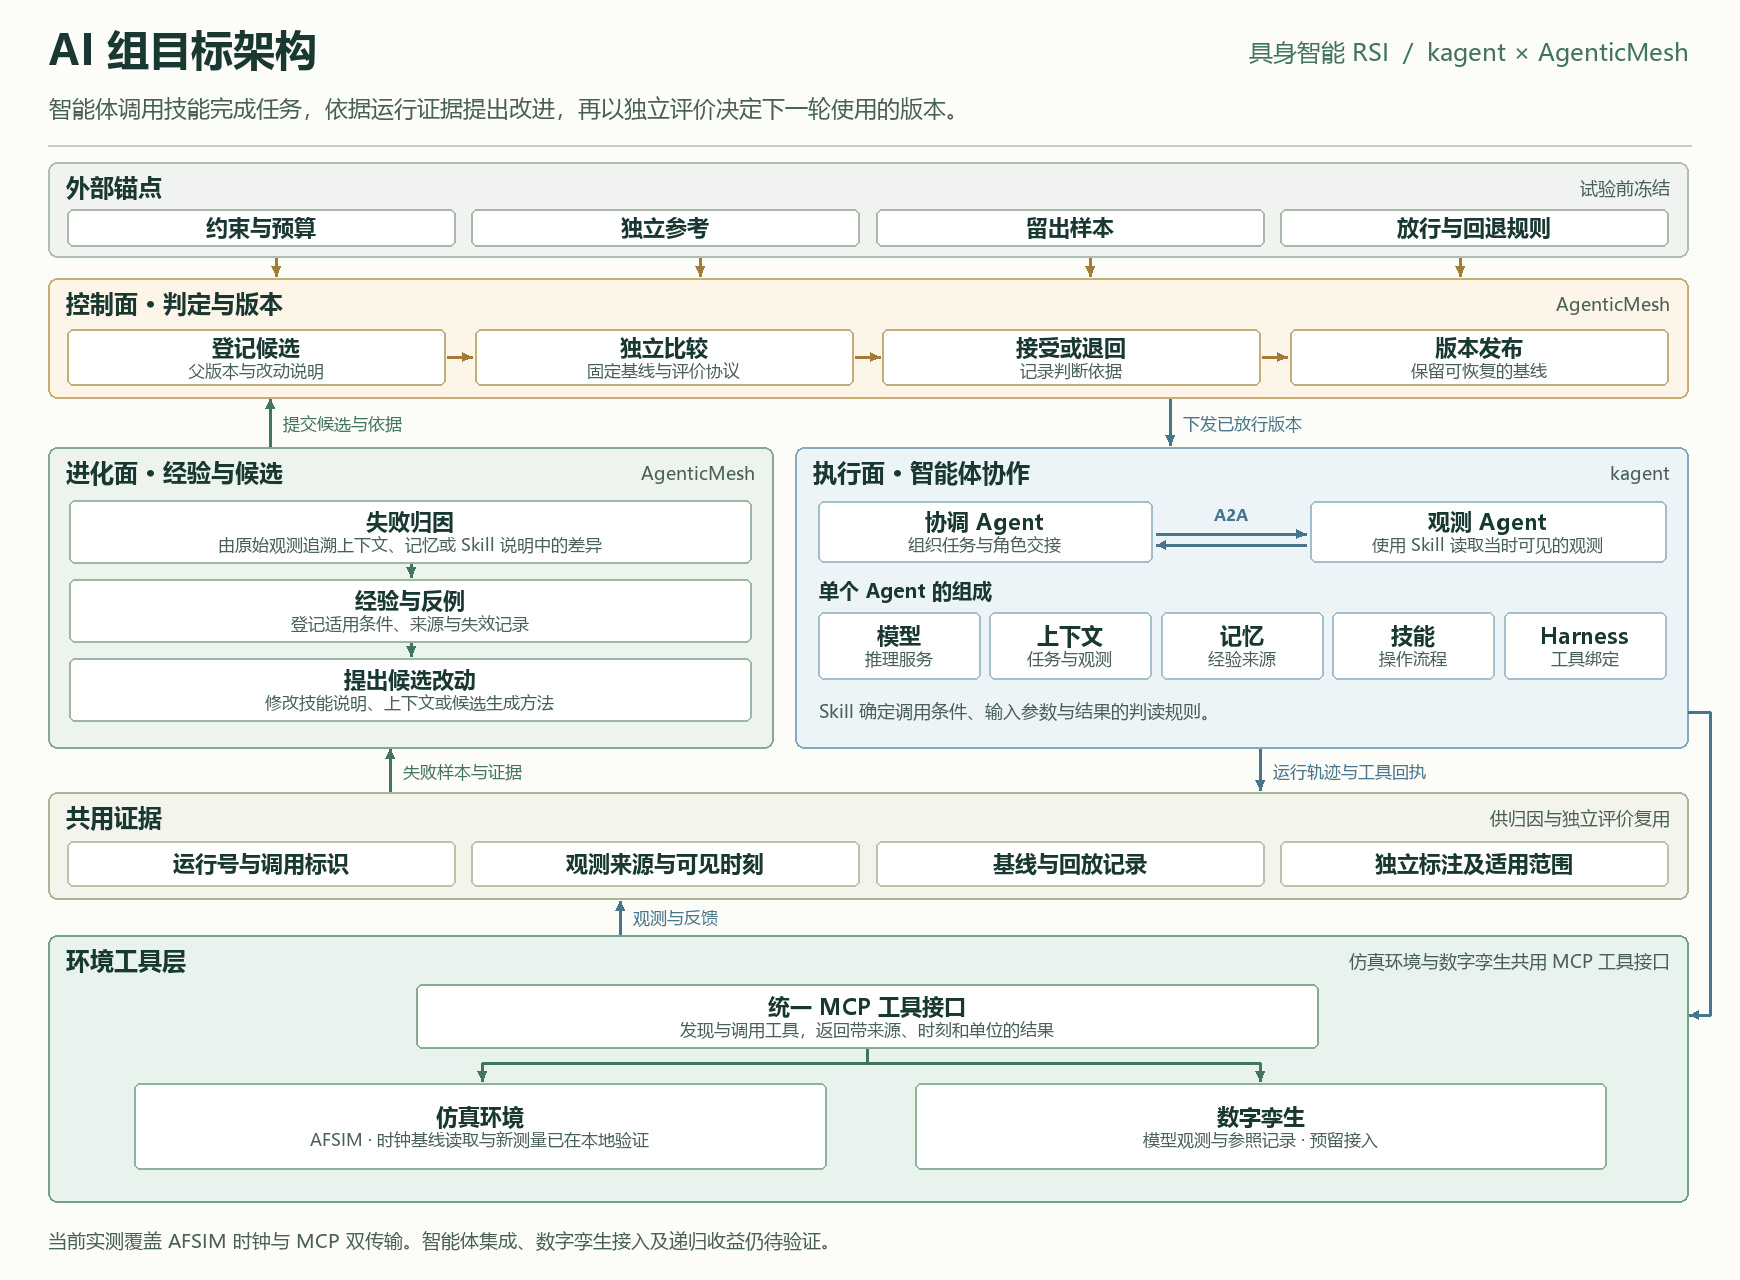 AI 组目标架构
具身智能 RSI / kagent × AgenticMesh
智能体调用技能完成任务，依据运行证据提出改进，再以独立评价决定下一轮使用的版本。
外部锚点
试验前冻结
约束与预算
独立参考
留出样本
放行与回退规则
控制面・判定与版本
AgenticMesh
登记候选
父版本与改动说明
独立比较
固定基线与评价协议
接受或退回
记录判断依据
版本发布
保留可恢复的基线
提交候选与依据
下发已放行版本
进化面・经验与候选
AgenticMesh
失败归因
由原始观测追溯上下文、记忆或 Skill 说明中的差异
经验与反例
登记适用条件、来源与失效记录
提出候选改动
修改技能说明、上下文或候选生成方法
执行面・智能体协作
kagent
协调 Agent
组织任务与角色交接
A2A
观测 Agent
使用 Skill 读取当时可见的观测
单个 Agent 的组成
模型
推理服务
上下文
任务与观测
记忆
经验来源
技能
操作流程
Harness
工具绑定
Skill 确定调用条件、输入参数与结果的判读规则。
失败样本与证据
运行轨迹与工具回执
共用证据
供归因与独立评价复用
运行号与调用标识
观测来源与可见时刻
基线与回放记录
独立标注及适用范围
观测与反馈
环境工具层
仿真环境与数字孪生共用 MCP 工具接口
统一 MCP 工具接口
发现与调用工具，返回带来源、时刻和单位的结果
仿真环境
AFSIM · 时钟基线读取与新测量已在本地验证
数字孪生
模型观测与参照记录 · 预留接入
当前实测覆盖 AFSIM 时钟与 MCP 双传输。智能体集成、数字孪生接入及递归收益仍待验证。